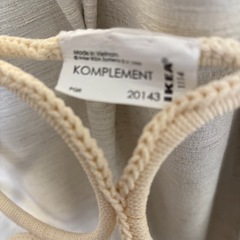 Made in Vietnam
KOMPLEMENT
20143
IKEA